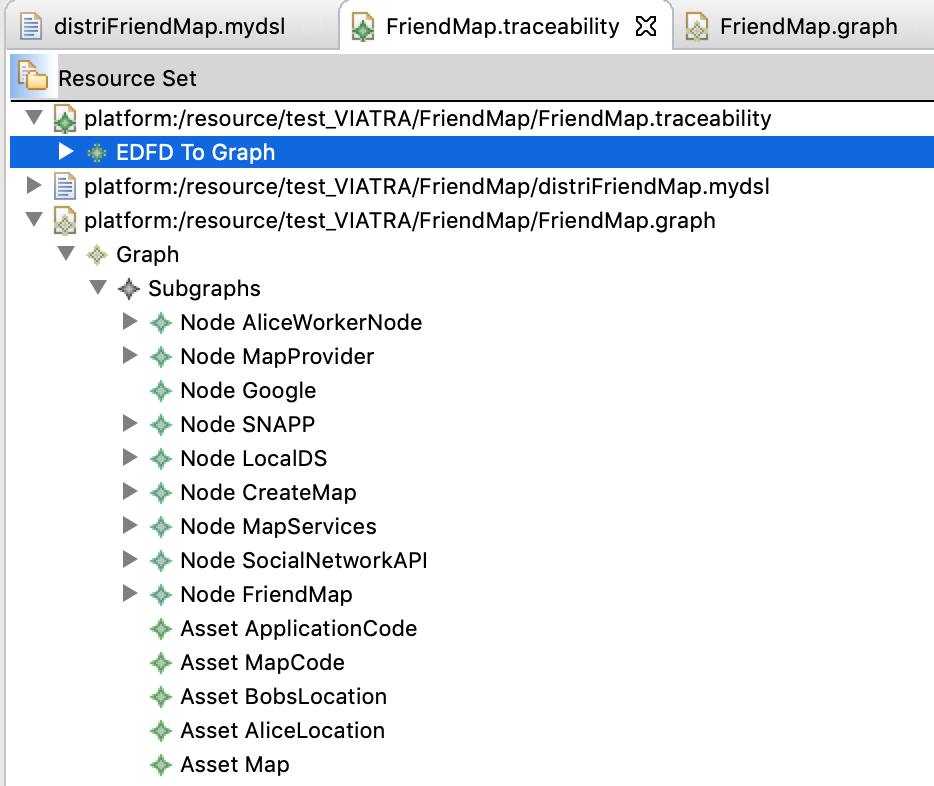 distriFriendMap.mydsl FriendMap.traceability FriendMap.graph
Resource Set
platform:/resource/test_VIATRA/FriendMap/FriendMap.traceability
EDFD To Graph
platform:/resource/test_VIATRA/FriendMap/distriFriendMap.mydsl
platform:/resource/test_VIATRA/FriendMap/FriendMap.graph
Graph
Subgraphs
Node AliceWorkerNode
Node MapProvider
Node Google
Node SNAPP
Node LocalDS
Node CreateMap
Node MapServices
Node SocialNetworkAPI
Node FriendMap
Asset ApplicationCode
Asset MapCode
Asset BobsLocation
Asset AliceLocation
Asset Map